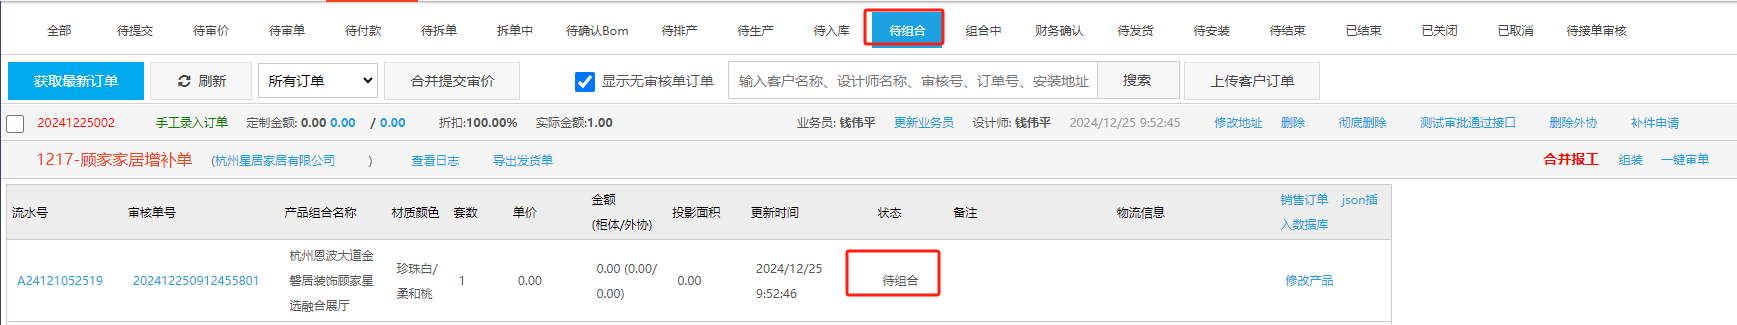 全部 待提交 待审价 待审单 待付款 待拆单 拆单中 待确认Bom 待排产 待生产 待入库 待组合 组合中 财务确认 待发货 待安装 待结束 已结束 已关闭 已取消 待接单审核
获取最新订单 刷新 所有订单 合并提交审价 显示无审核单订单 输入客户名称、设计师名称、审核号、订单号、安装地址 搜索 上传客户订单
20241225002 手工录入订单 定制金额: 0.00 0.00 / 0.00 折扣:100.00% 实际金额:1.00 业务员: 钱伟平 更新业务员 设计师: 钱伟平 2024/12/25 9:52:45 修改地址 删除 彻底删除 测试审批通过接口 删除外协 补件申请
1217-顾家家居增补单 (杭州星居家居有限公司 ) 查看日志 导出发货单 合并报工 组装 一键审单
流水号 审核单号 产品组合名称 材质颜色 套数 单价 金额 (柜体/外协) 投影面积 更新时间 状态 备注 物流信息 销售订单 json插入数据库
A24121052519 202412250912455801 杭州恩波大道金磐居装饰顾家星选融合展厅 珍珠白/柔和桃 1 0.00 0.00 (0.00/0.00) 0.00 2024/12/25 9:52:46 待组合 修改产品